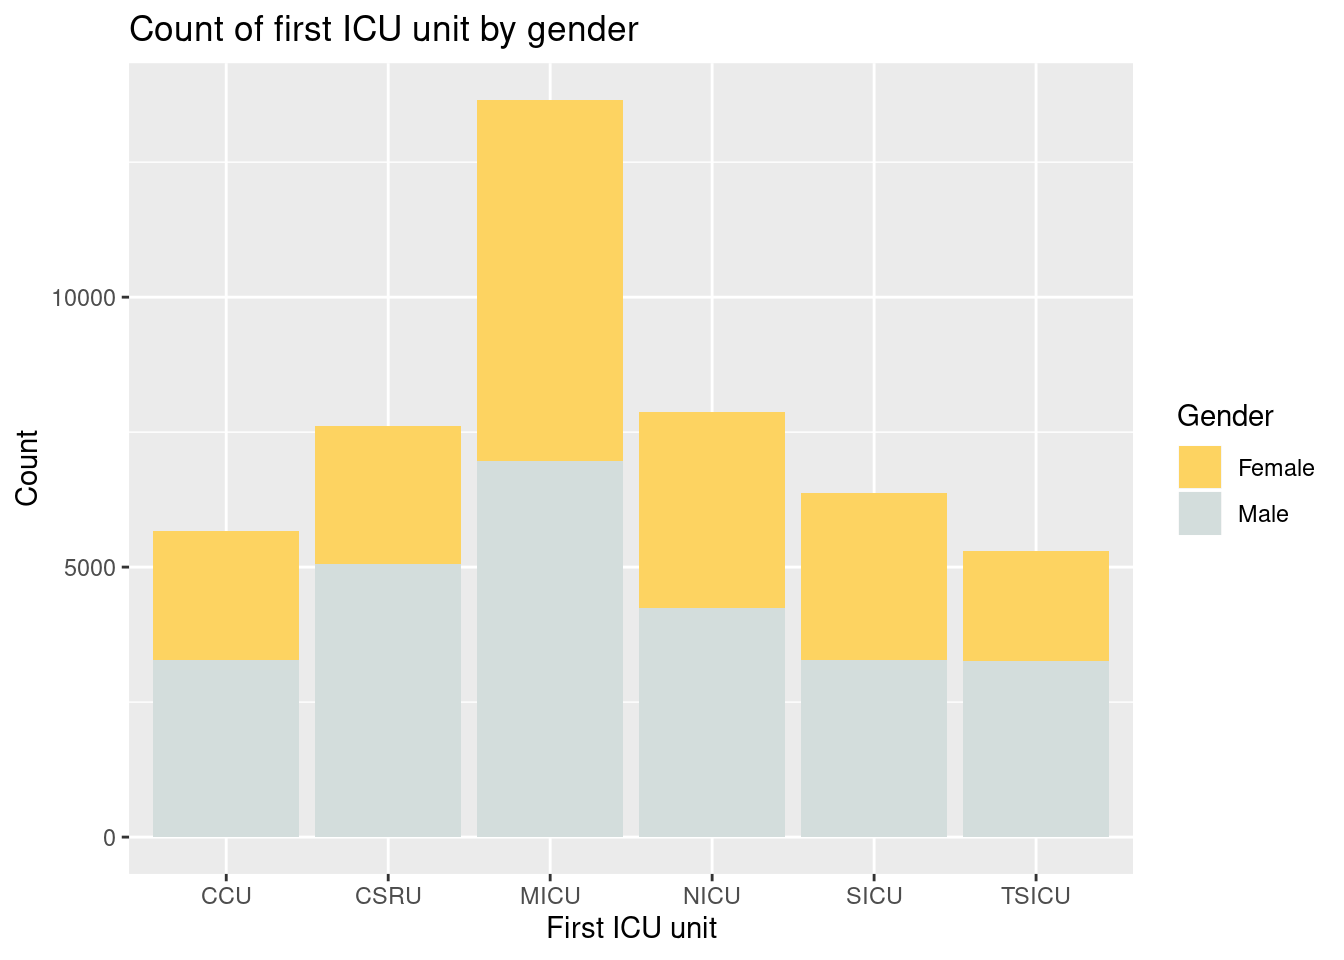 Count of first ICU unit by gender
Count
10000
5000
0
CCU CSRU MICU NICU SICU TSICU
First ICU unit
Gender
Female
Male